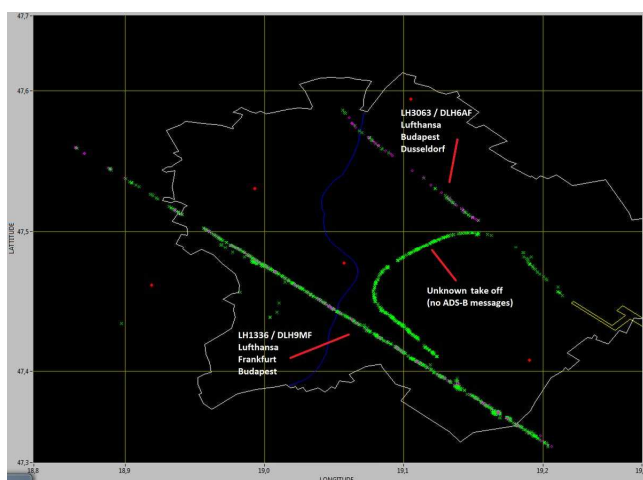 47,7
47,6
47,5
47,4
47,3
LATTITUDE
LH3063 / DLH6AF
Lufthansa
Budapest
Dusseldorf
Unknown take off
(no ADS-B messages)
LH1336 / DLH9MF
Lufthansa
Frankfurt
Budapest
18,8
18,9
19,0
19,1
19,2
LONGITUDE